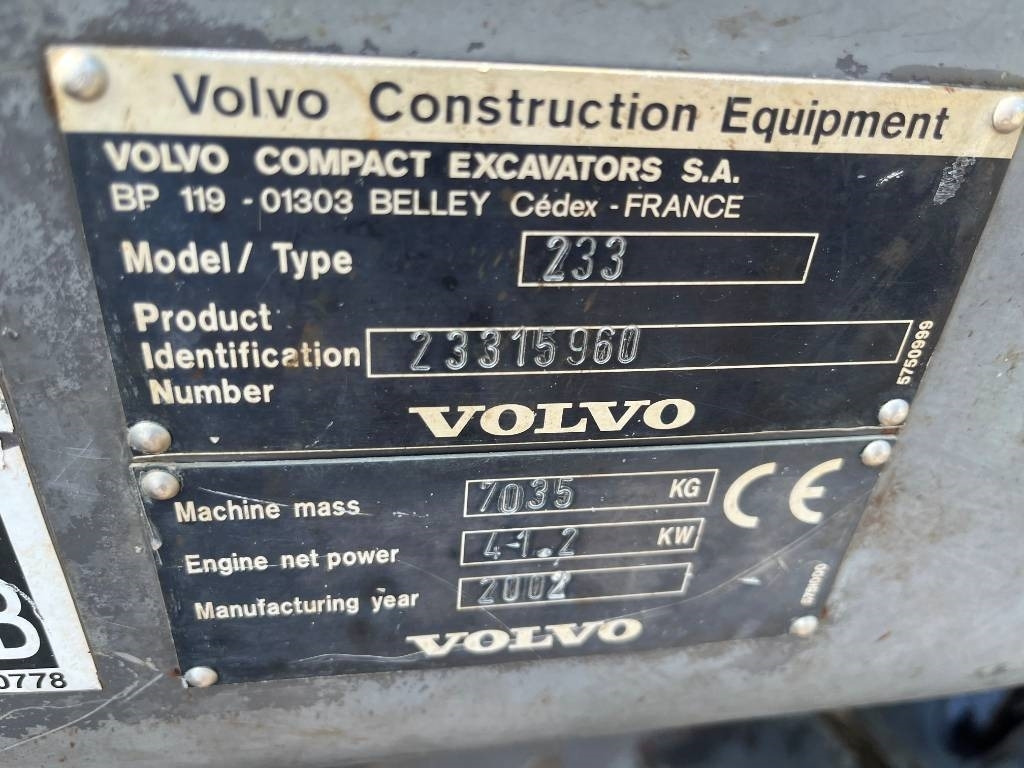 Volvo Construction Equipment
VOLVO COMPACT EXCAVATORS S.A.
BP 119 - 01303 BELLEY Cédex - FRANCE
Model / Type 233
Product
Identification 23315960
Number
5750999
VOLVO
Machine mass 7035 KG
CE
Engine net power 41.2 KW
Manufacturing year 2002
VOLVO
B
0778